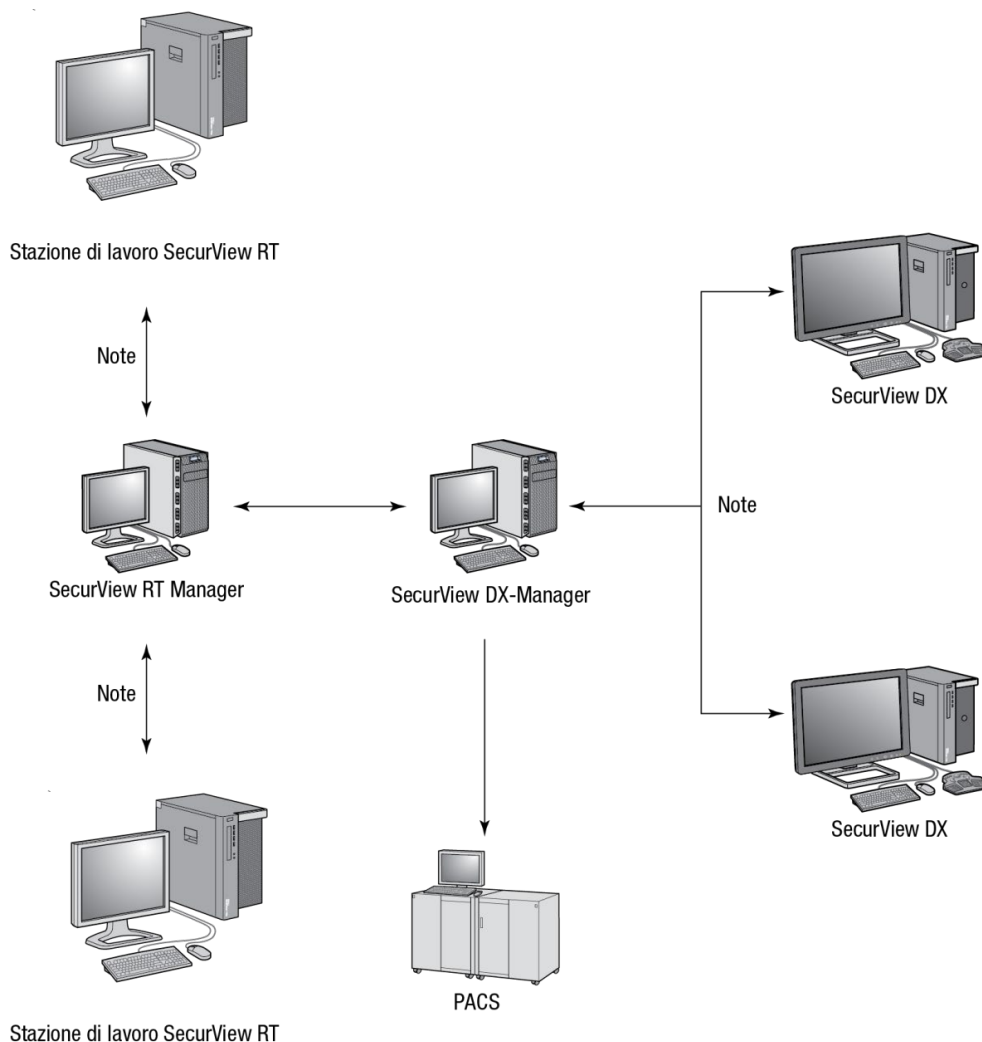 Stazione di lavoro SecurView RT
Note
SecurView DX
SecurView RT Manager
SecurView DX-Manager
Note
Note
SecurView DX
PACS
Stazione di lavoro SecurView RT